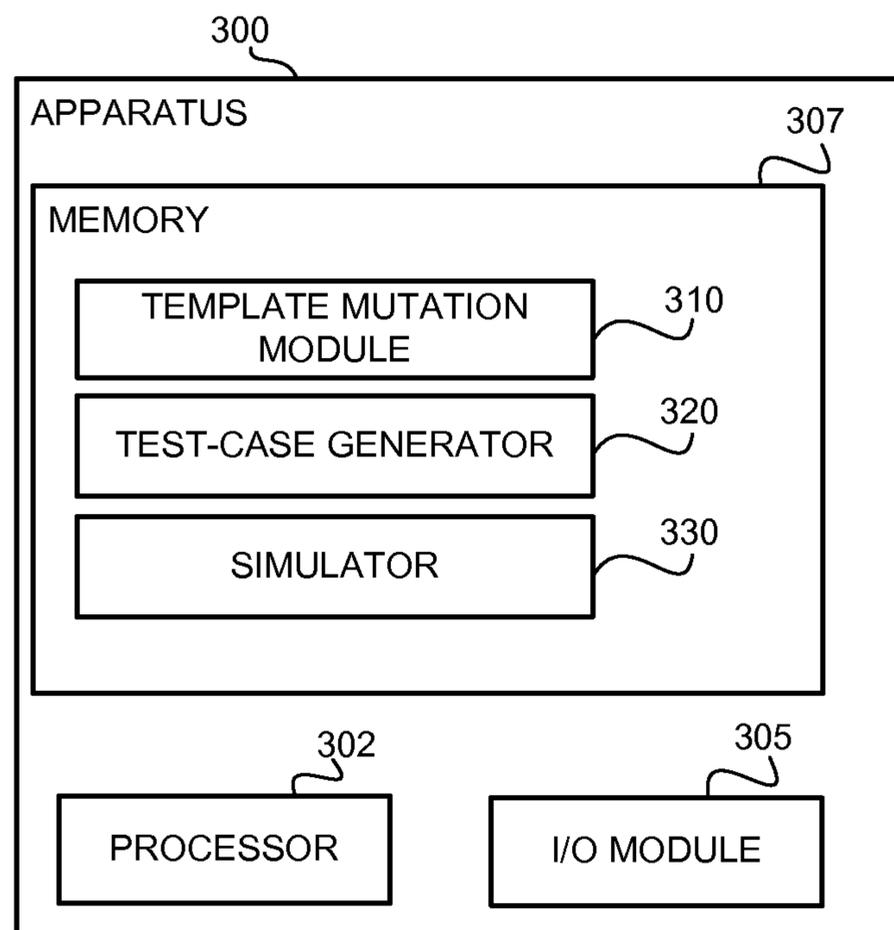 300
APPARATUS
307
MEMORY
TEMPLATE MUTATION
MODULE
310
TEST-CASE GENERATOR
320
SIMULATOR
330
302
PROCESSOR
305
I/O MODULE